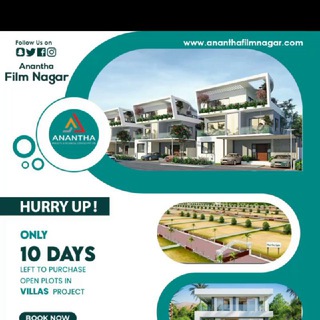 Follow Us on
www.ananthafilmnagar.com
Anantha
Film Nagar
ANANTHA
HURRY UP!
ONLY
10 DAYS
LEFT TO PURCHASE
OPEN PLOTS IN
VILLAS PROJECT
BOOK NOW